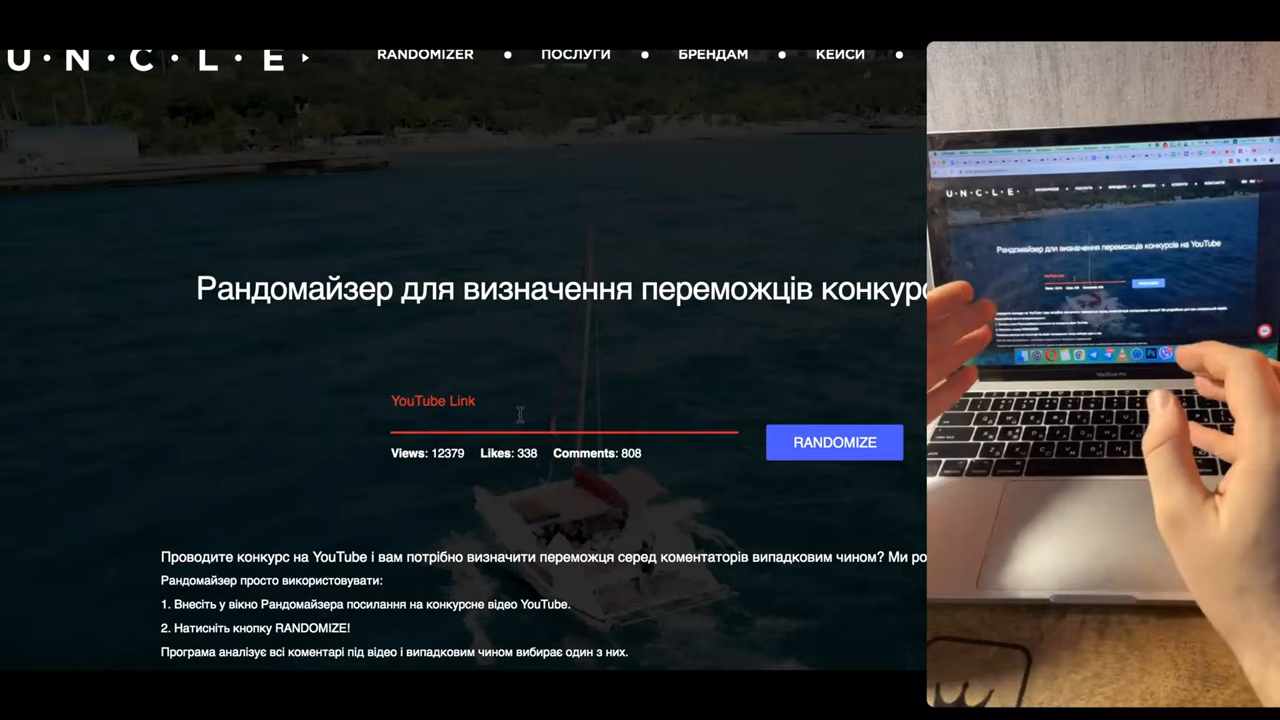 U·N·C·L·E
RANDOMIZER • ПОСЛУГИ • БРЕНДАМ • КЕЙСИ •
Рандомайзер для визначення переможців конкурс
YouTube Link
Views: 12379 Likes: 338 Comments: 808
RANDOMIZE
Проводите конкурс на YouTube і вам потрібно визначити переможця серед коментаторів випадковим чином? Ми ро
Рандомайзер просто використовувати:
1. Внесіть у вікно Рандомайзера посилання на конкурсне відео YouTube.
2. Натисніть кнопку RANDOMIZE!
Програма аналізує всі коментарі під відео і випадковим чином вибирає один з них.
U·N·C·L·E·
Рандомайзер для визначення переможців конкурсів на YouTube
MacBook Pro